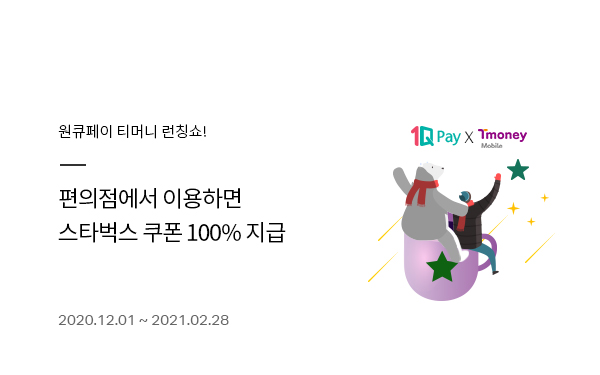 원큐페이 티머니 런칭쇼!
편의점에서 이용하면
스타벅스 쿠폰 100% 지급
2020.12.01 ~ 2021.02.28
1Q Pay X Tmoney
Mobile